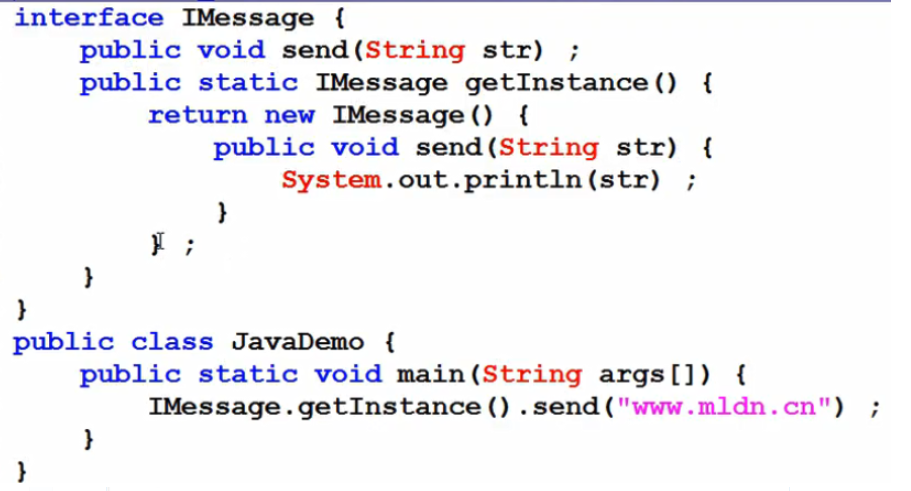 interface IMessage {
    public void send(String str) ;
    public static IMessage getInstance() {
        return new IMessage() {
            public void send(String str) {
                System.out.println(str) ;
            }
        } ;
    }
}
public class JavaDemo {
    public static void main(String args[]) {
        IMessage.getInstance().send("www.mldn.cn") ;
    }
}